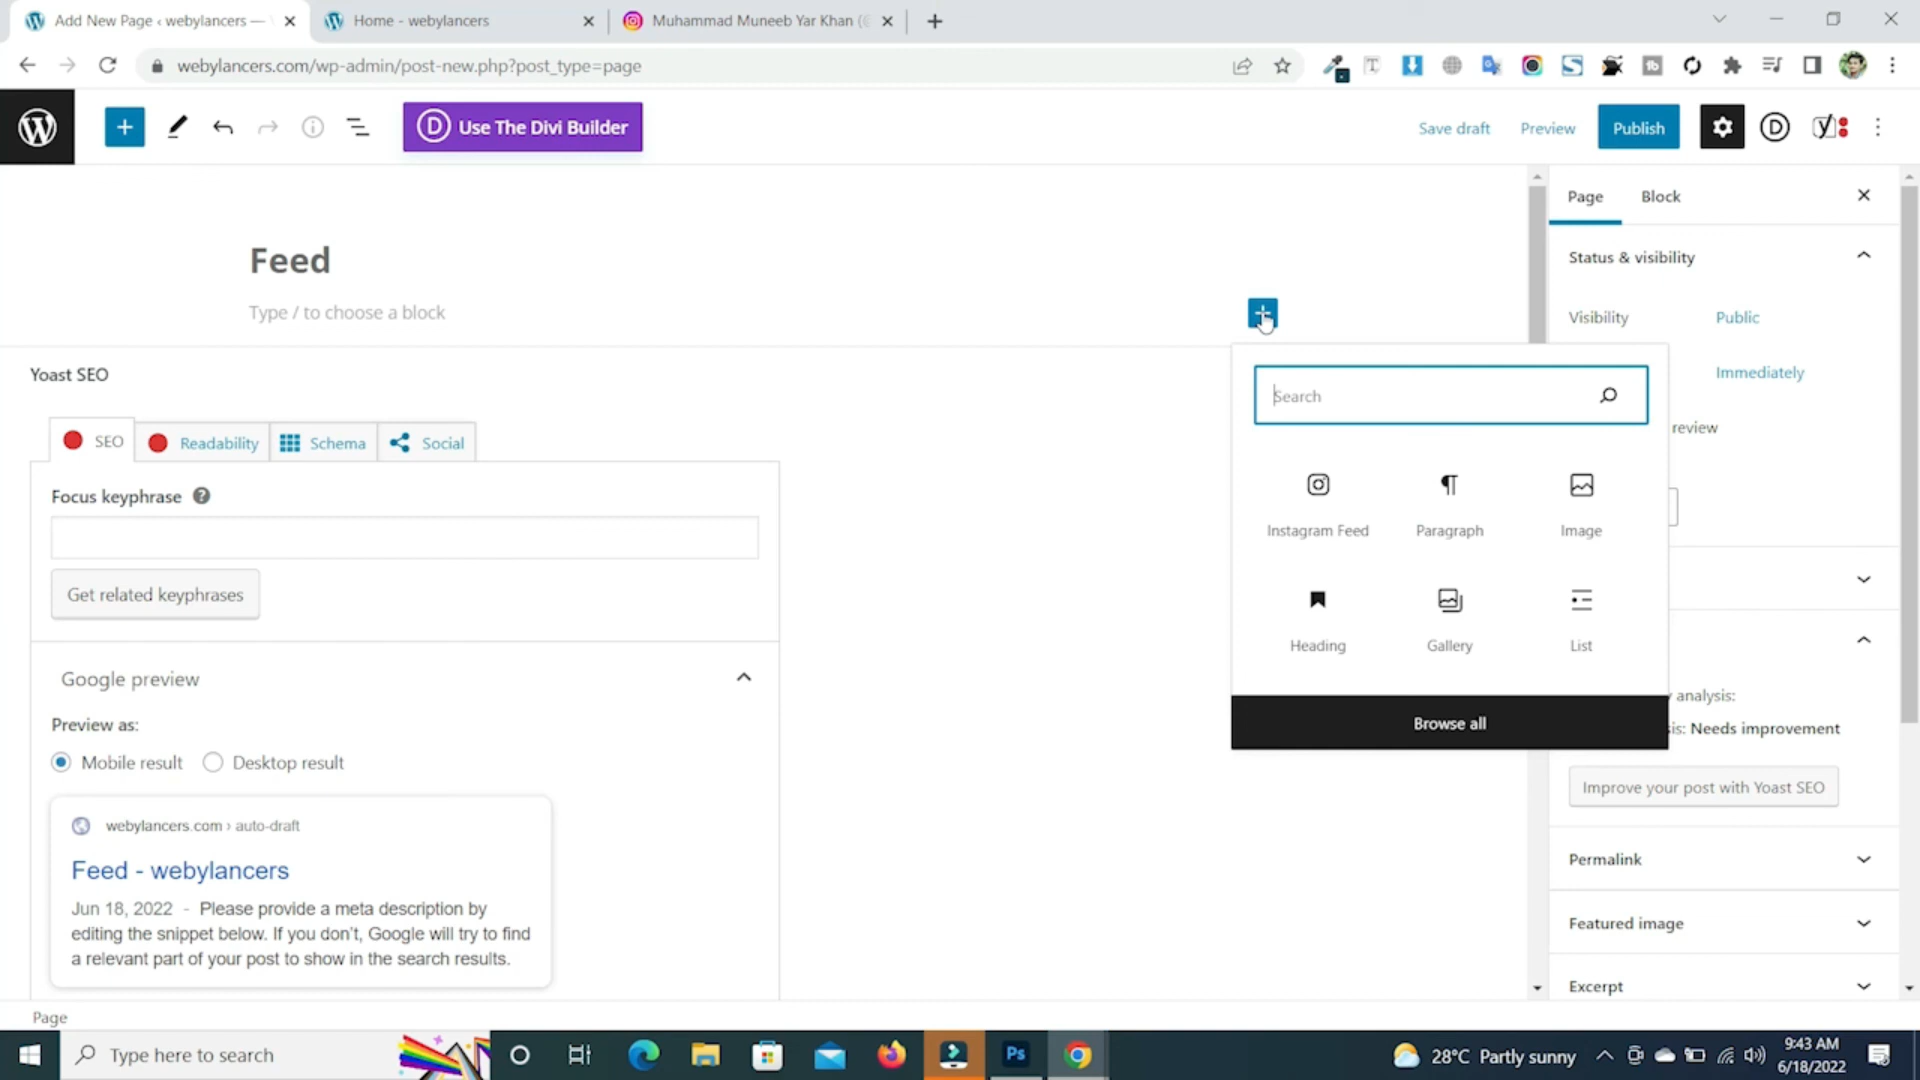 Add New Page ‹ webylancers —
Home - webylancers
Muhammad Muneeb Yar Khan (
webylancers.com/wp-admin/post-new.php?post_type=page
Use The Divi Builder
Save draft
Preview
Publish
Feed
Type / to choose a block
Yoast SEO
SEO
Readability
Schema
Social
Focus keyphrase
Get related keyphrases
Google preview
Preview as:
Mobile result
Desktop result
webylancers.com › auto-draft
Feed - webylancers
Jun 18, 2022 - Please provide a meta description by
editing the snippet below. If you don't, Google will try to find
a relevant part of your post to show in the search results.
Search
Instagram Feed
Paragraph
Image
Heading
Gallery
List
Browse all
Page
Block
Status & visibility
Visibility
Public
Immediately
review
analysis:
is: Needs improvement
Improve your post with Yoast SEO
Permalink
Featured image
Excerpt
Page
Type here to search
Ps
28°C Partly sunny
9:43 AM
6/18/2022